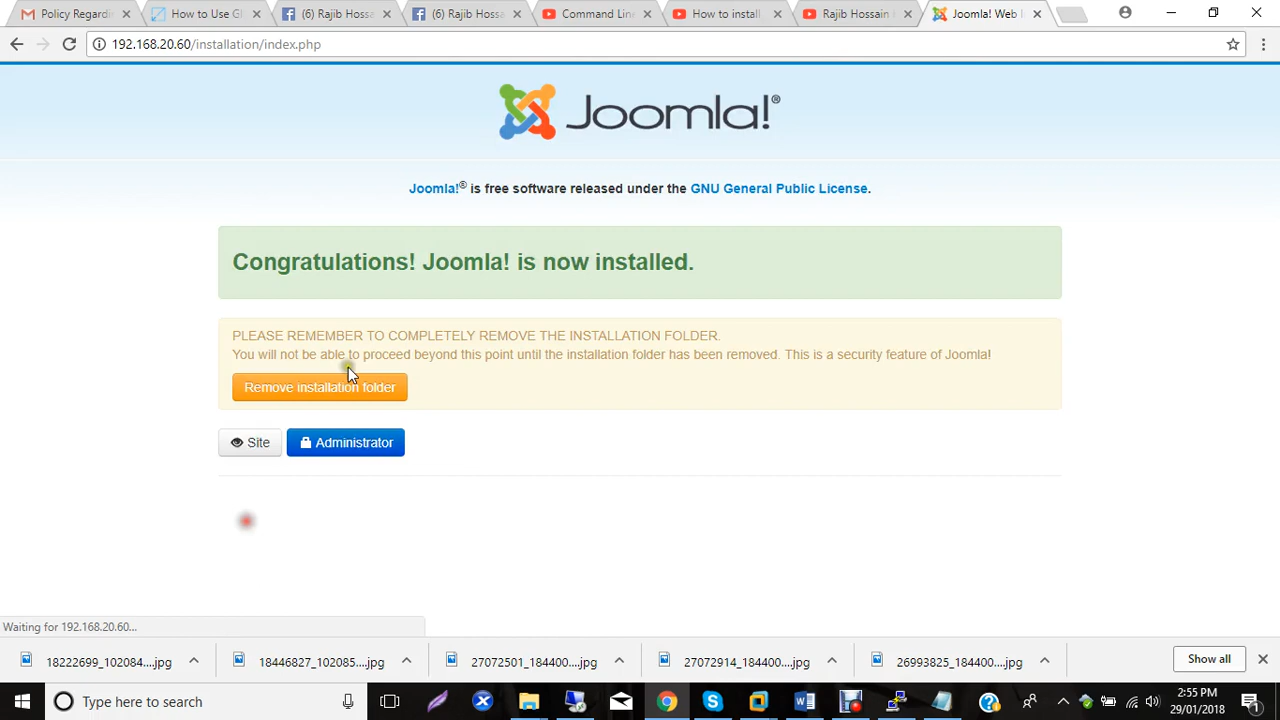 Policy Regardi
How to Use Gi
(6) Rajib Hossa
(6) Rajib Hossa
Command Lin
How to install
Rajib Hossain
Joomla! Web I
192.168.20.60/installation/index.php
Joomla!®
Joomla!® is free software released under the GNU General Public License.
Congratulations! Joomla! is now installed.
PLEASE REMEMBER TO COMPLETELY REMOVE THE INSTALLATION FOLDER.
You will not be able to proceed beyond this point until the installation folder has been removed. This is a security feature of Joomla!
Remove installation folder
Site Administrator
Waiting for 192.168.20.60...
18222699_102084....jpg
18446827_102085....jpg
27072501_184400....jpg
27072914_184400....jpg
26993825_184400....jpg
Show all
Type here to search
2:55 PM
29/01/2018
1